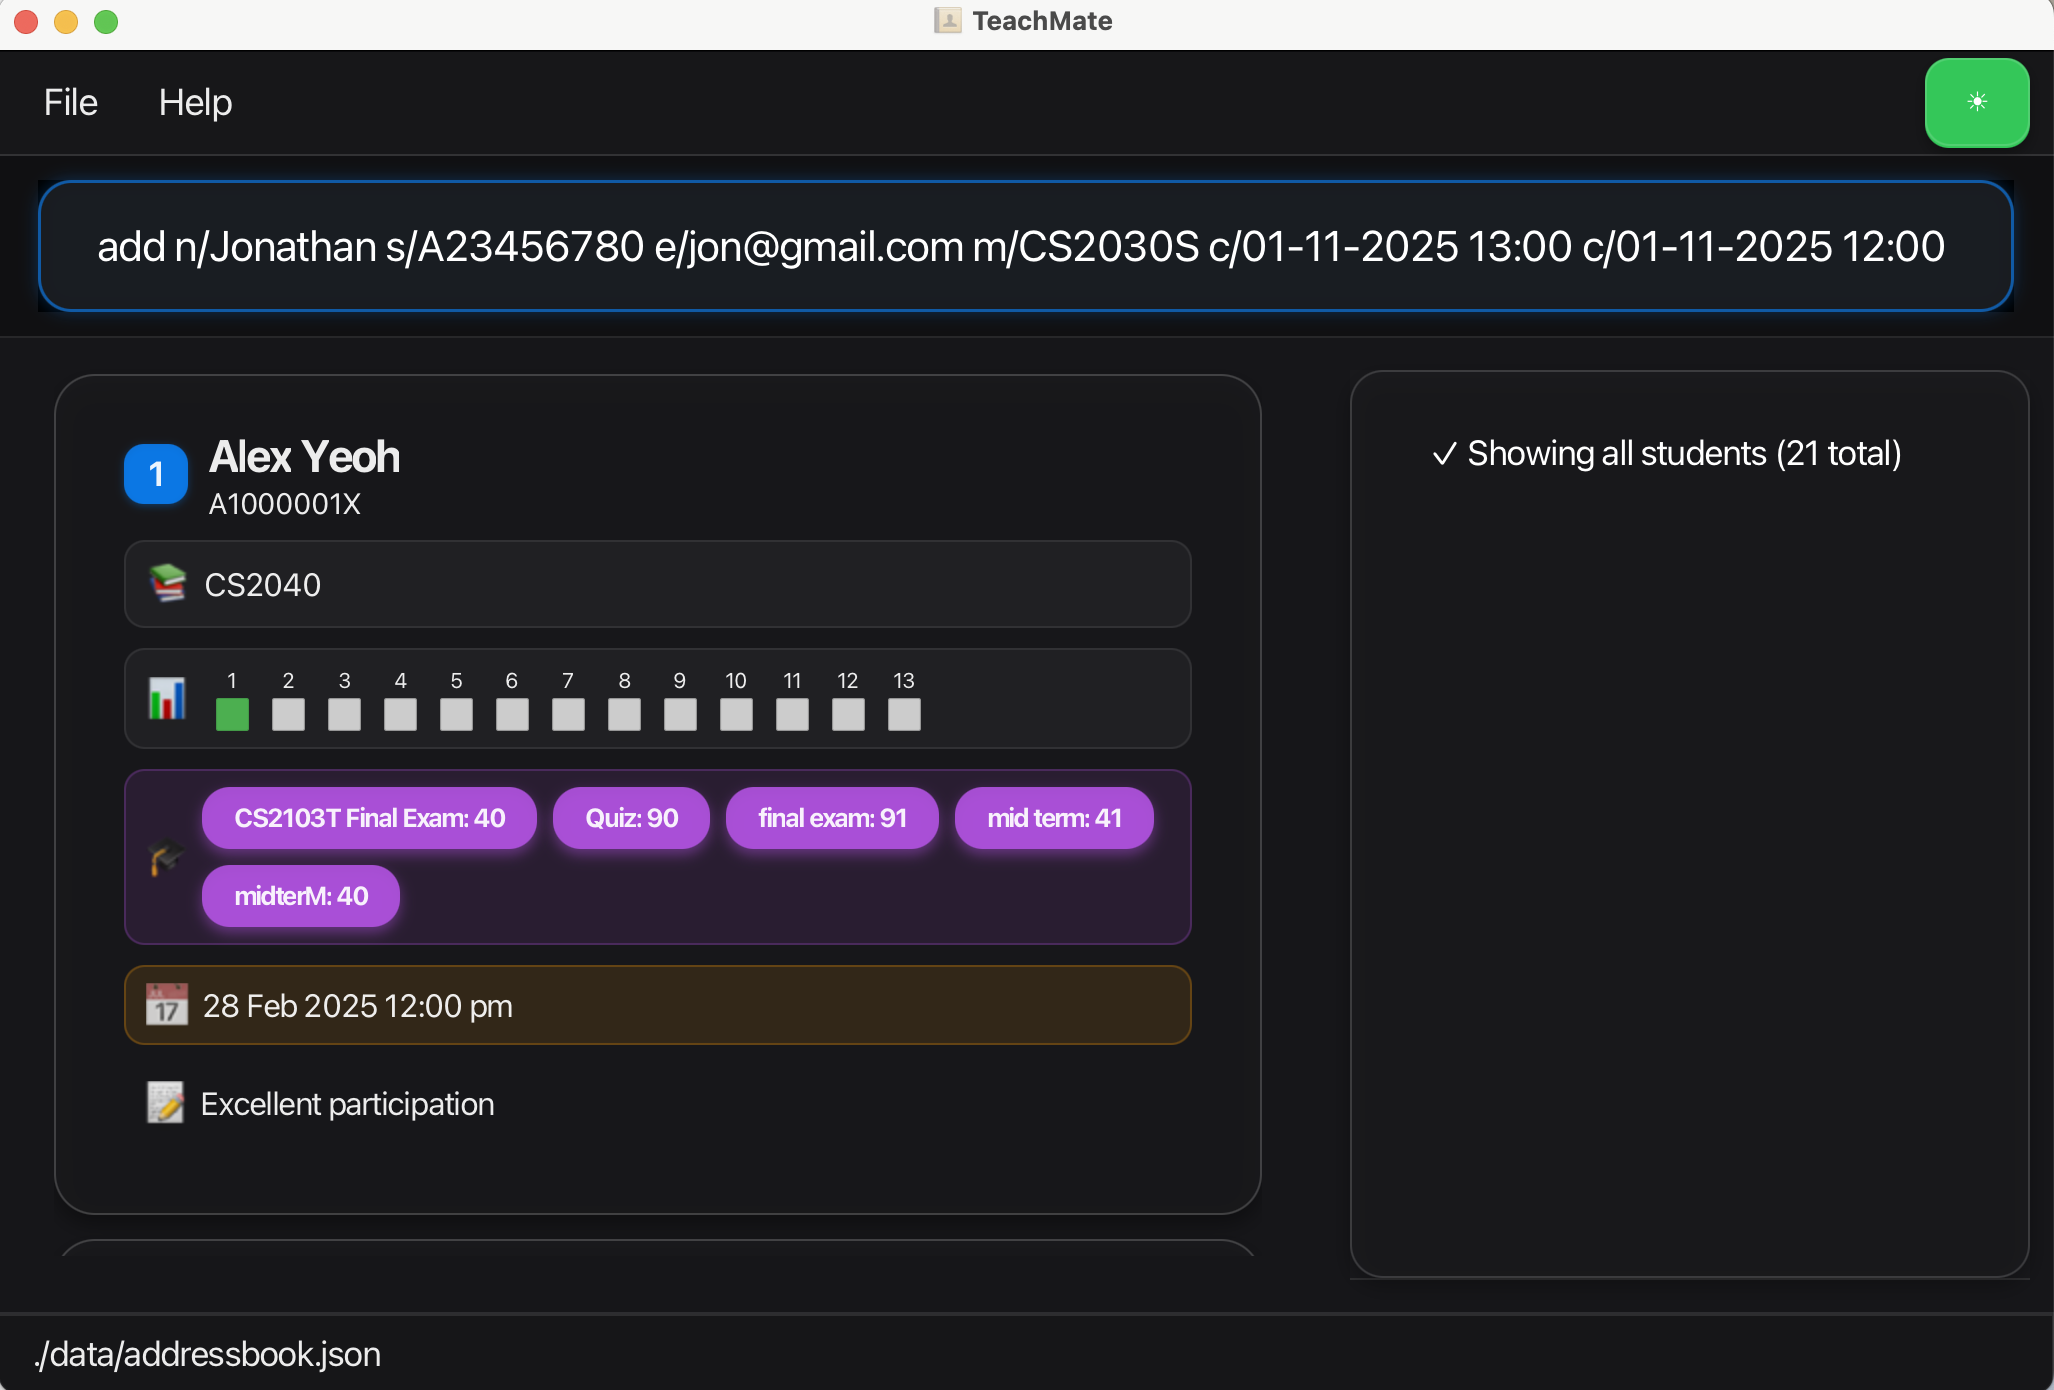 TeachMate
File Help
add n/Jonathan s/A23456780 e/jon@gmail.com m/CS2030S c/01-11-2025 13:00 c/01-11-2025 12:00
1 Alex Yeoh
A1000001X
CS2040
1 2 3 4 5 6 7 8 9 10 11 12 13
CS2103T Final Exam: 40 Quiz: 90 final exam: 91 mid term: 41
midterM: 40
17 28 Feb 2025 12:00 pm
Excellent participation
✓ Showing all students (21 total)
./data/addressbook.json